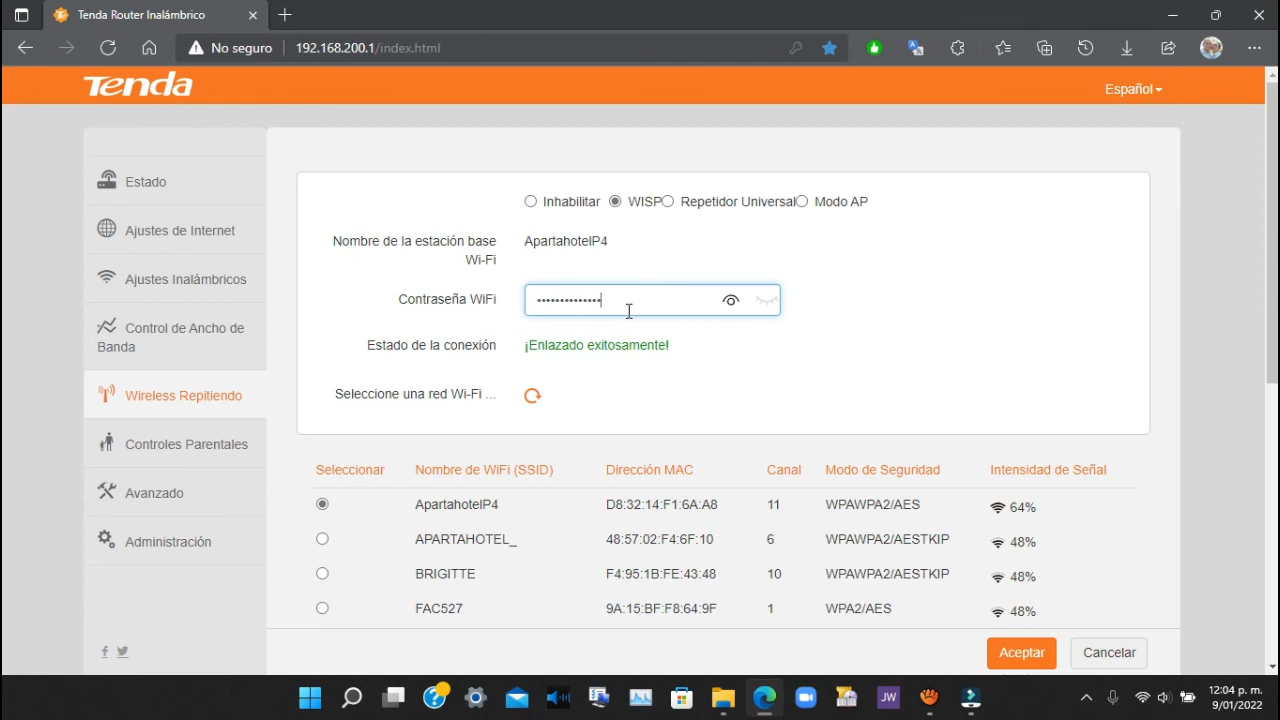 Tenda Router Inalámbrico
No seguro
192.168.200.1/index.html
Tenda
Español
Estado
Ajustes de Internet
Ajustes Inalámbricos
Control de Ancho de
Banda
Wireless Repitiendo
Controles Parentales
Avanzado
Administración
Inhabilitar WISP Repetidor Universal Modo AP
Nombre de la estación base
Wi-Fi
ApartahotelP4
Contraseña WiFi ••••••••••••••
Estado de la conexión ¡Enlazado exitosamente!
Seleccione una red Wi-Fi ...
Seleccionar Nombre de WiFi (SSID) Dirección MAC Canal Modo de Seguridad Intensidad de Señal
ApartahotelP4 D8:32:14:F1:6A:A8 11 WPAWPA2/AES 64%
APARTAHOTEL_ 48:57:02:F4:6F:10 6 WPAWPA2/AESTKIP 48%
BRIGITTE F4:95:1B:FE:43:48 10 WPAWPA2/AESTKIP 48%
FAC527 9A:15:BF:F8:64:9F 1 WPA2/AES 48%
Aceptar Cancelar
JW
12:04 p. m.
9/01/2022